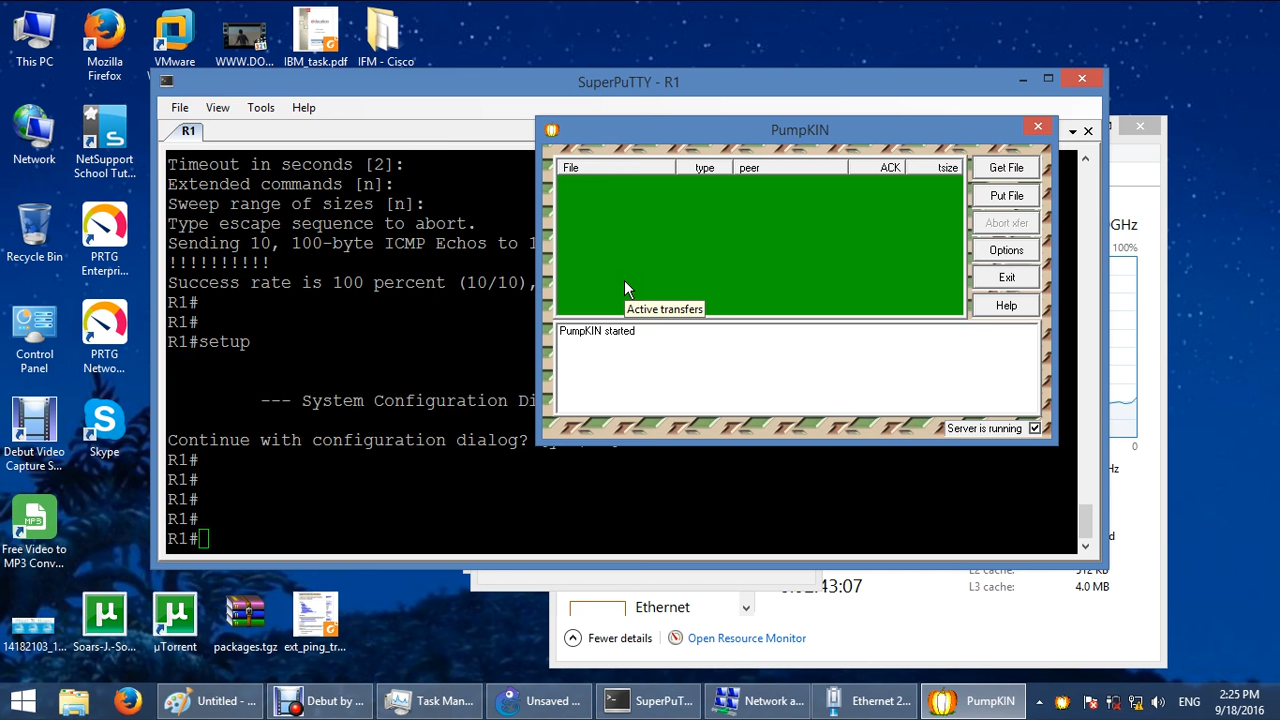 This PC
Mozilla
Firefox
VMware
WWW.DO...
IBM_task.pdf
IFM - Cisco
Network
NetSupport
School Tut...
Recycle Bin
PRTG
Enterpri...
Control
Panel
PRTG
Netwo...
Debut Video
Capture S...
Skype
Free Video to
MP3 Conv...
14182103_1...
Soars-J.-So...
µTorrent
packages.tgz
ext_ping_tr...
SuperPuTTY - R1
File View Tools Help
R1
Timeout in seconds [2]:
Extended commands [n]:
Sweep range of sizes [n]:
Type escape sequence to abort.
Sending 10, 100-byte ICMP Echos to 1
!!!!!!!!!!
Success rate is 100 percent (10/10),
R1#
R1#
R1#setup
--- System Configuration Di
Continue with configuration dialog?
R1#
R1#
R1#
R1#
R1#
PumpKIN
File type peer ACK tsize
Get File
Put File
Abort xfer
Options
Exit
Help
Active transfers
PumpKIN started
Server is running
GHz
100%
0
L3 cache:
4.0 MB
43:07
Ethernet
Fewer details
Open Resource Monitor
Untitled - ...
Debut by ...
Task Man...
Unsaved ...
SuperPuT...
Network a...
Ethernet 2...
PumpKIN
ENG
2:25 PM
9/18/2016